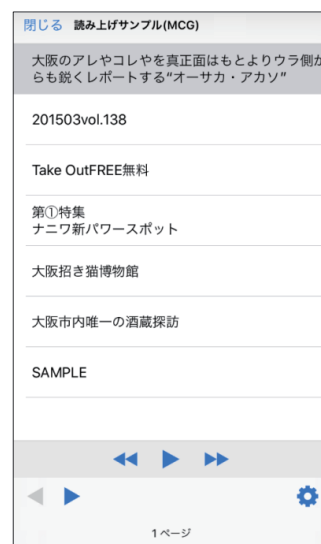 閉じる 読み上げサンプル(MCG)
大阪のアレやコレやを真正面はもとよりウラ側か
らも鋭くレポートする“オーサカ・アカソ”
201503vol.138
Take OutFREE無料
第①特集
ナニワ新パワースポット
大阪招き猫博物館
大阪市内唯一の酒蔵探訪
SAMPLE
1 ページ